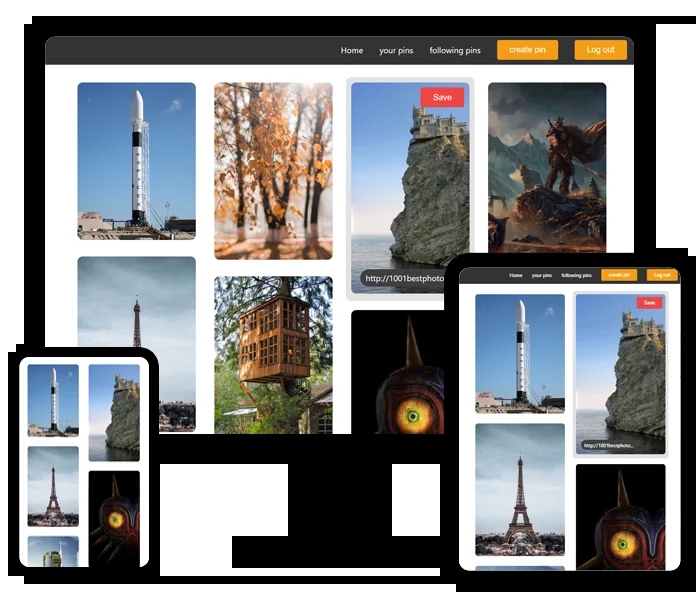 Home your pins following pins create pin Log out
Save
http://1001bestphoto
Home your pins following pins create pin Log out
Save
http://1001bestphoto...